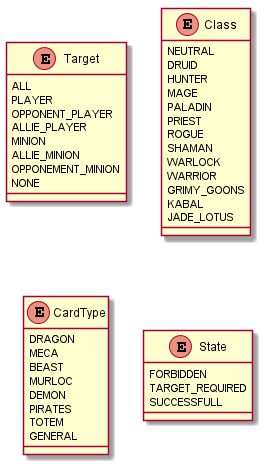 E Target
ALL
PLAYER
OPPONENT_PLAYER
ALLIE_PLAYER
MINION
ALLIE_MINION
OPPONEMENT_MINION
NONE
E Class
NEUTRAL
DRUID
HUNTER
MAGE
PALADIN
PRIEST
ROGUE
SHAMAN
WARLOCK
WARRIOR
GRIMY_GOONS
KABAL
JADE_LOTUS
E CardType
DRAGON
MECA
BEAST
MURLOC
DEMON
PIRATES
TOTEM
GENERAL
E State
FORBIDDEN
TARGET_REQUIRED
SUCCESSFULL